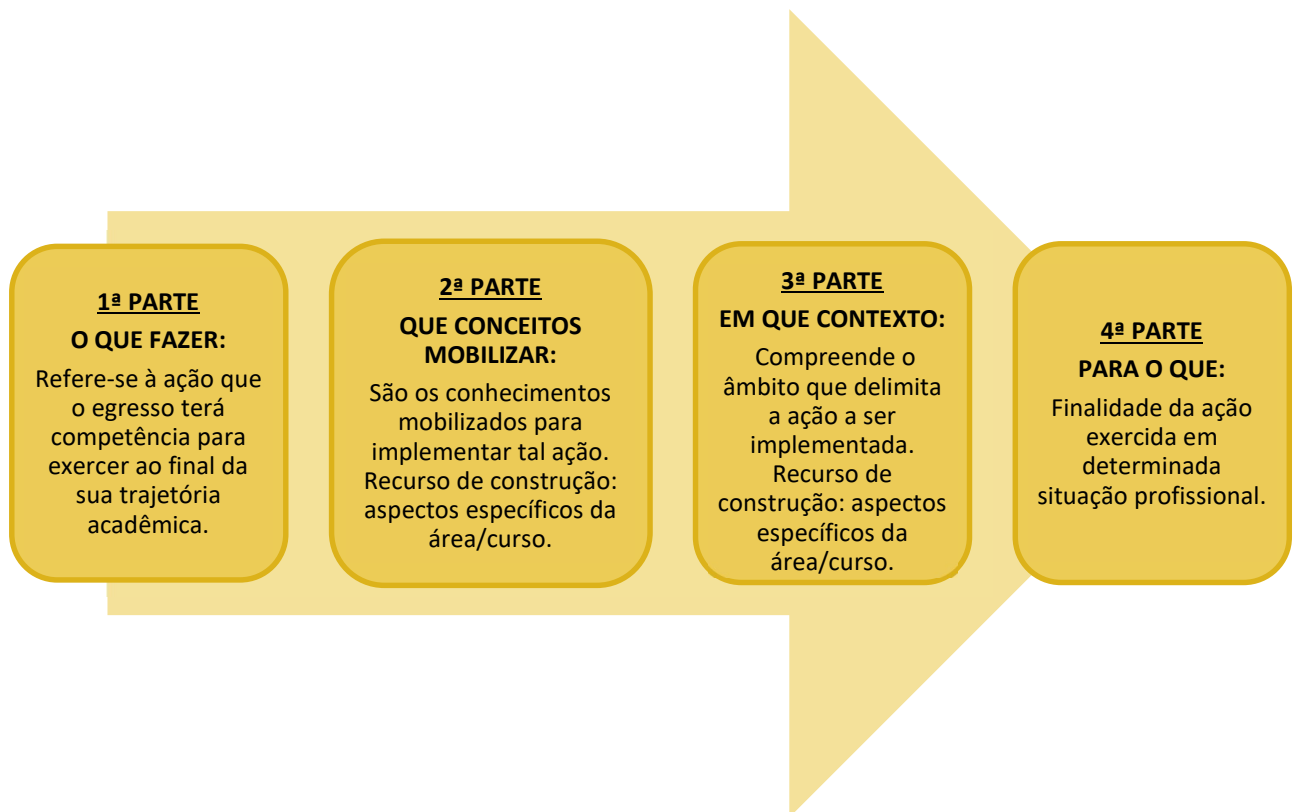 1ª PARTE
O QUE FAZER:
Refere-se à ação que
o egresso terá
competência para
exercer ao final da
sua trajetória
acadêmica.
2ª PARTE
QUE CONCEITOS
MOBILIZAR:
São os conhecimentos
mobilizados para
implementar tal ação.
Recurso de construção:
aspectos específicos da
área/curso.
3ª PARTE
EM QUE CONTEXTO:
Compreende o
âmbito que delimita
a ação a ser
implementada.
Recurso de
construção: aspectos
específicos da
área/curso.
4ª PARTE
PARA O QUE:
Finalidade da ação
exercida em
determinada
situação profissional.